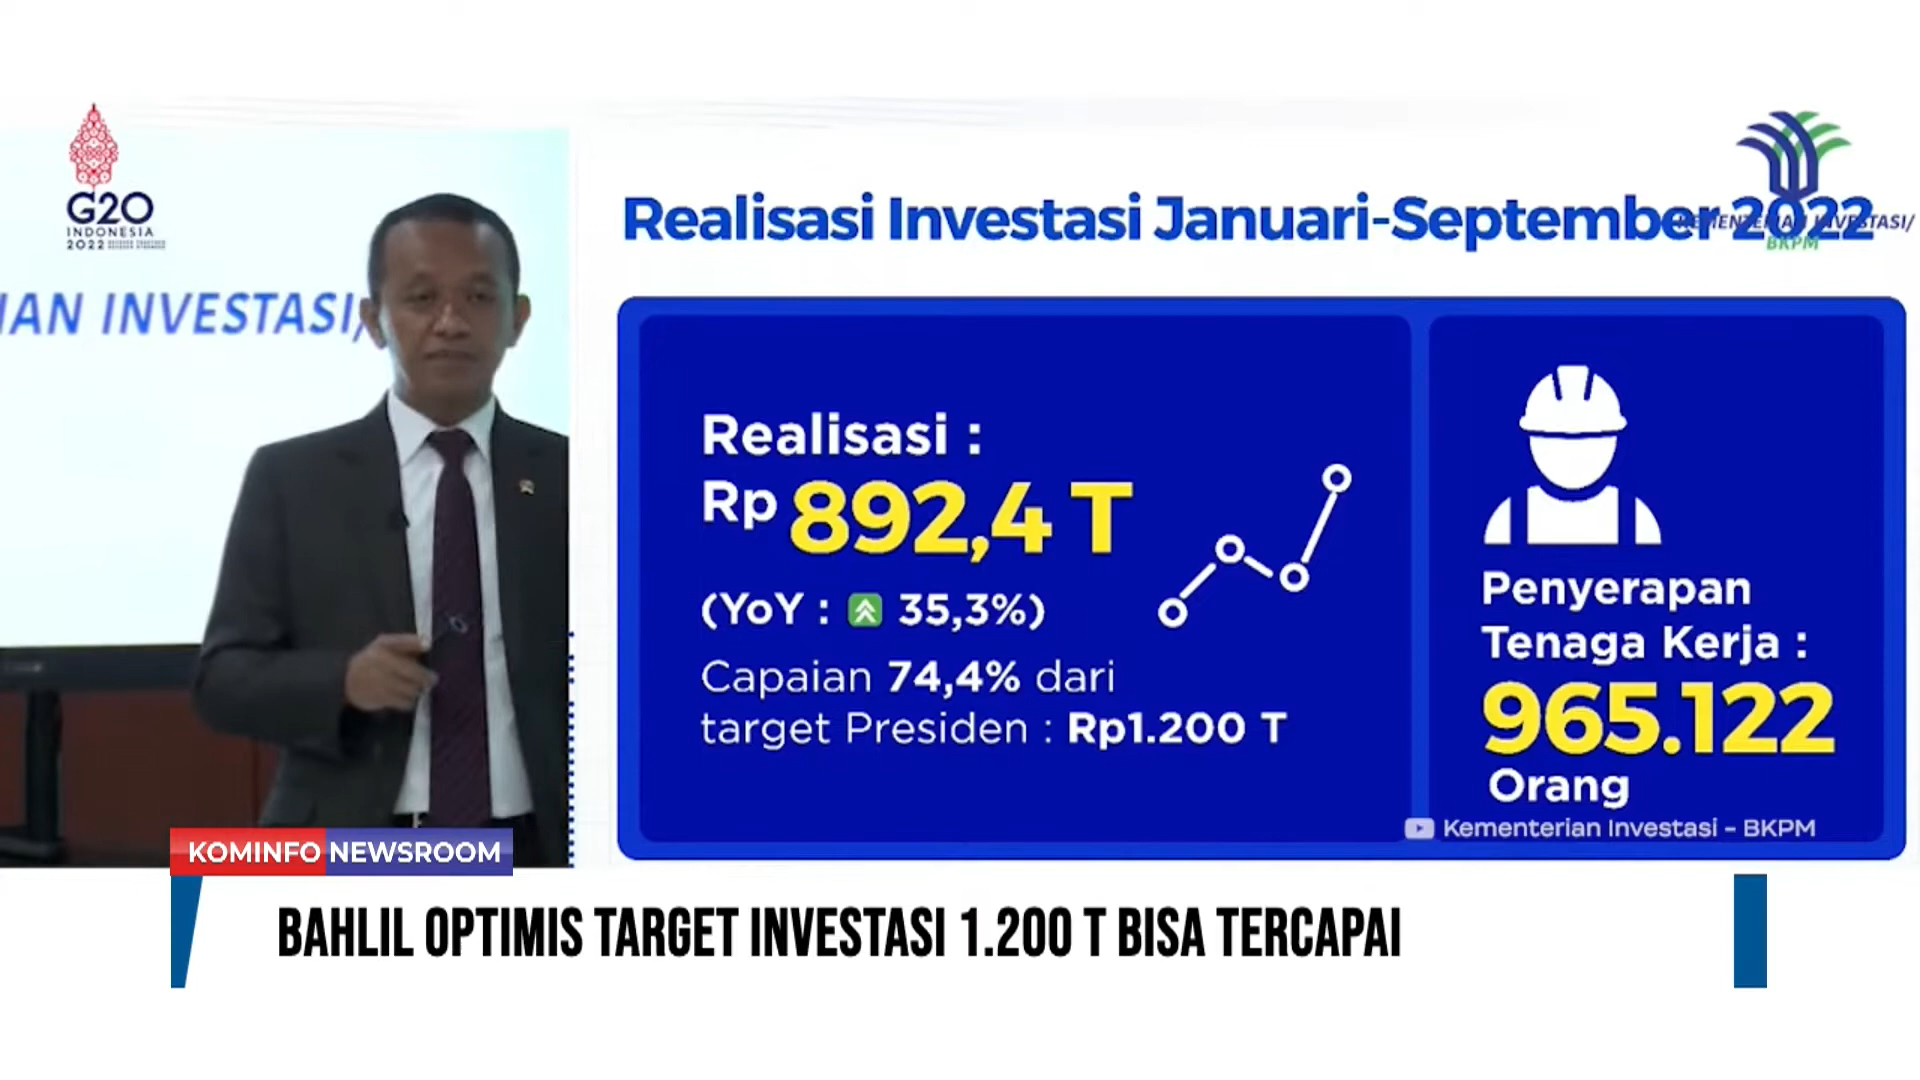 G20
INDONESIA
2022
IAN INVESTASI/
Realisasi Investasi Januari-September 2022
KEMENTERIAN INVESTASI/
BKPM
Realisasi :
Rp 892,4 T
(YoY : 35,3%)
Capaian 74,4% dari
target Presiden : Rp1.200 T
Penyerapan
Tenaga Kerja :
965.122
Orang
Kementerian Investasi - BKPM
KOMINFO NEWSROOM
BAHLIL OPTIMIS TARGET INVESTASI 1.200 T BISA TERCAPAI